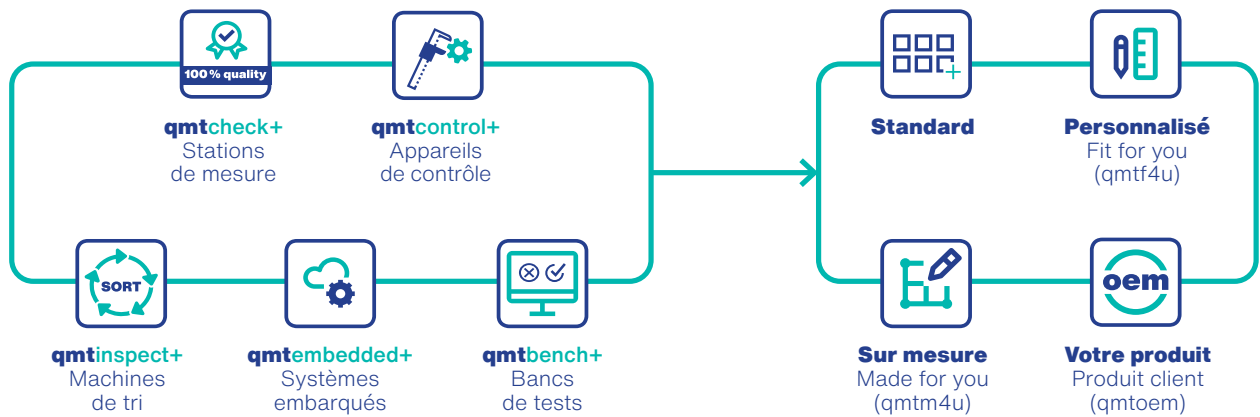 100% quality
qmtcheck+
Stations
de mesure
qmtcontrol+
Appareils
de contrôle
SORT
qmtinspect+
Machines
de tri
qmtembedded+
Systèmes
embarqués
qmtbench+
Bancs
de tests
Standard
Personnalisé
Fit for you
(qmtf4u)
Sur mesure
Made for you
(qmtm4u)
oem
Votre produit
Produit client
(qmtoem)